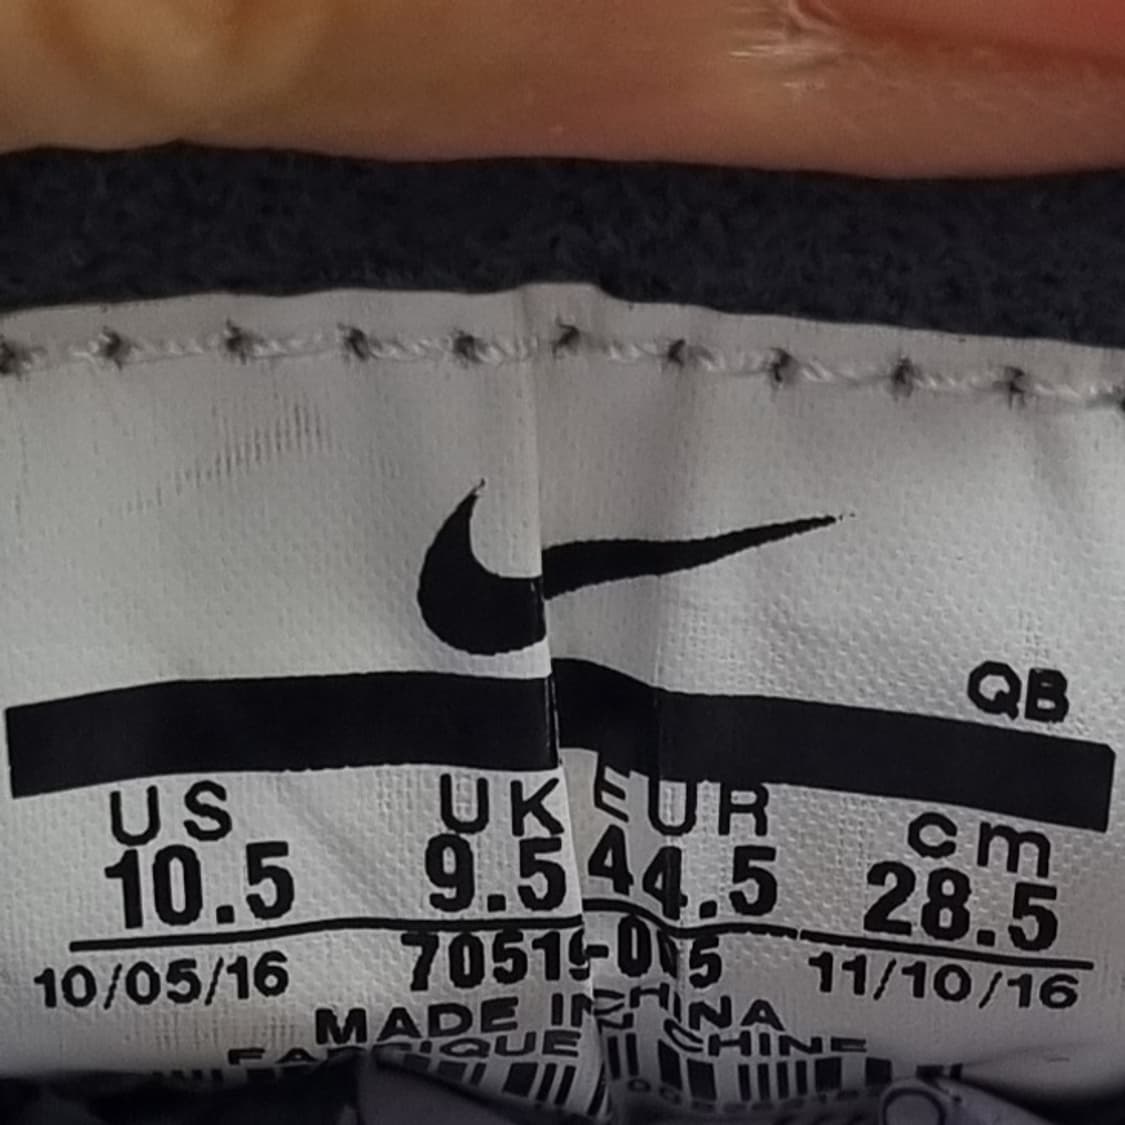 QB
US UK EUR cm
10.5 9.5 44.5 28.5
10/05/16 11/10/16
MADE IN CHINA
CHINE